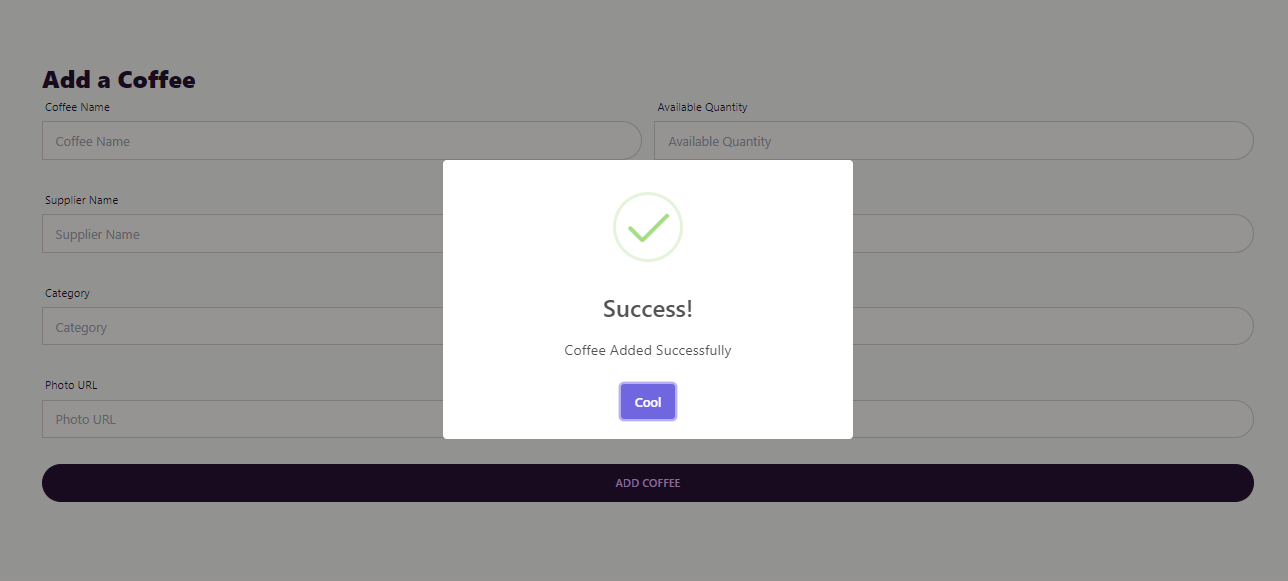 Add a Coffee
Coffee Name
Available Quantity
Coffee Name
Available Quantity
Supplier Name
Supplier Name
Category
Category
Photo URL
Photo URL
Success!
Coffee Added Successfully
Cool
ADD COFFEE